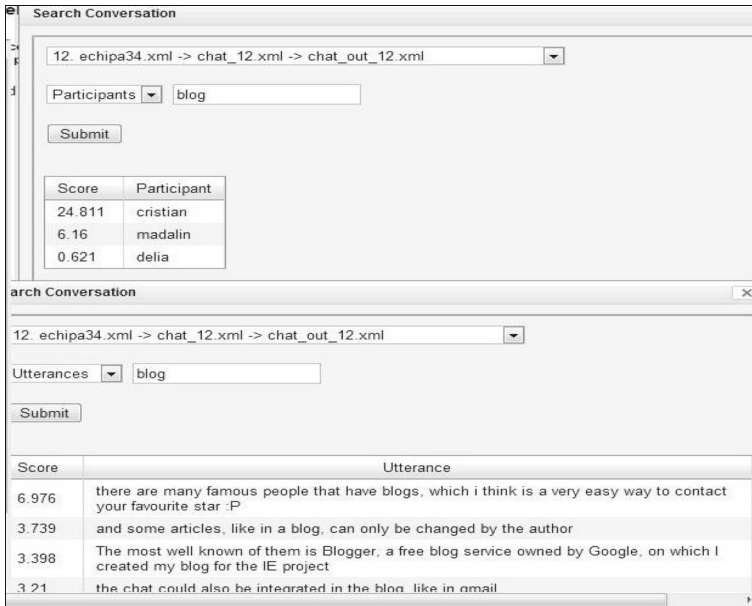 Search Conversation
12. echipa34.xml -> chat_12.xml -> chat_out_12.xml
Participants blog
Submit
Score Participant
24.811 cristian
6.16 madalin
0.621 delia
arch Conversation
12. echipa34.xml -> chat_12.xml -> chat_out_12.xml
Utterances blog
Submit
Score Utterance
6.976 there are many famous people that have blogs, which i think is a very easy way to contact
your favourite star :P
3.739 and some articles, like in a blog, can only be changed by the author
3.398 The most well known of them is Blogger, a free blog service owned by Google, on which I
created my blog for the IE project
3.21 the chat could also be integrated in the blog, like in gmail